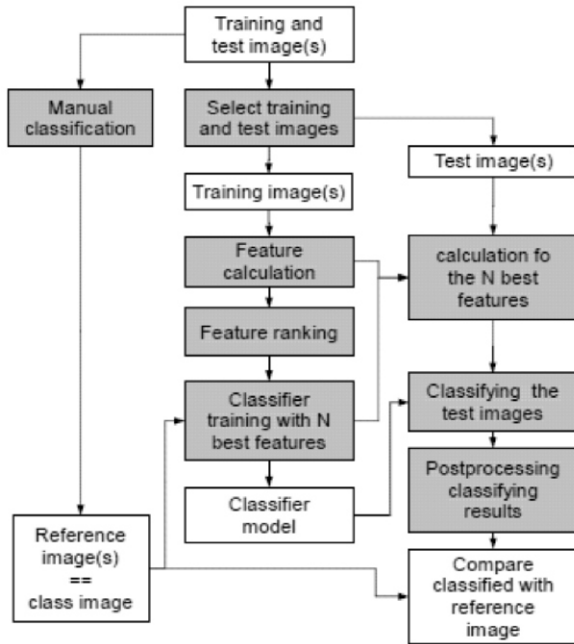 Training and
test image(s)
Manual
classification
Select training
and test images
Test image(s)
Training image(s)
Feature
calculation
calculation fo
the N best
features
Feature ranking
Classifier
training with N
best features
Classifying the
test images
Postprocessing
classifying
results
Classifier
model
Reference
image(s)
==
class image
Compare
classified with
reference
image